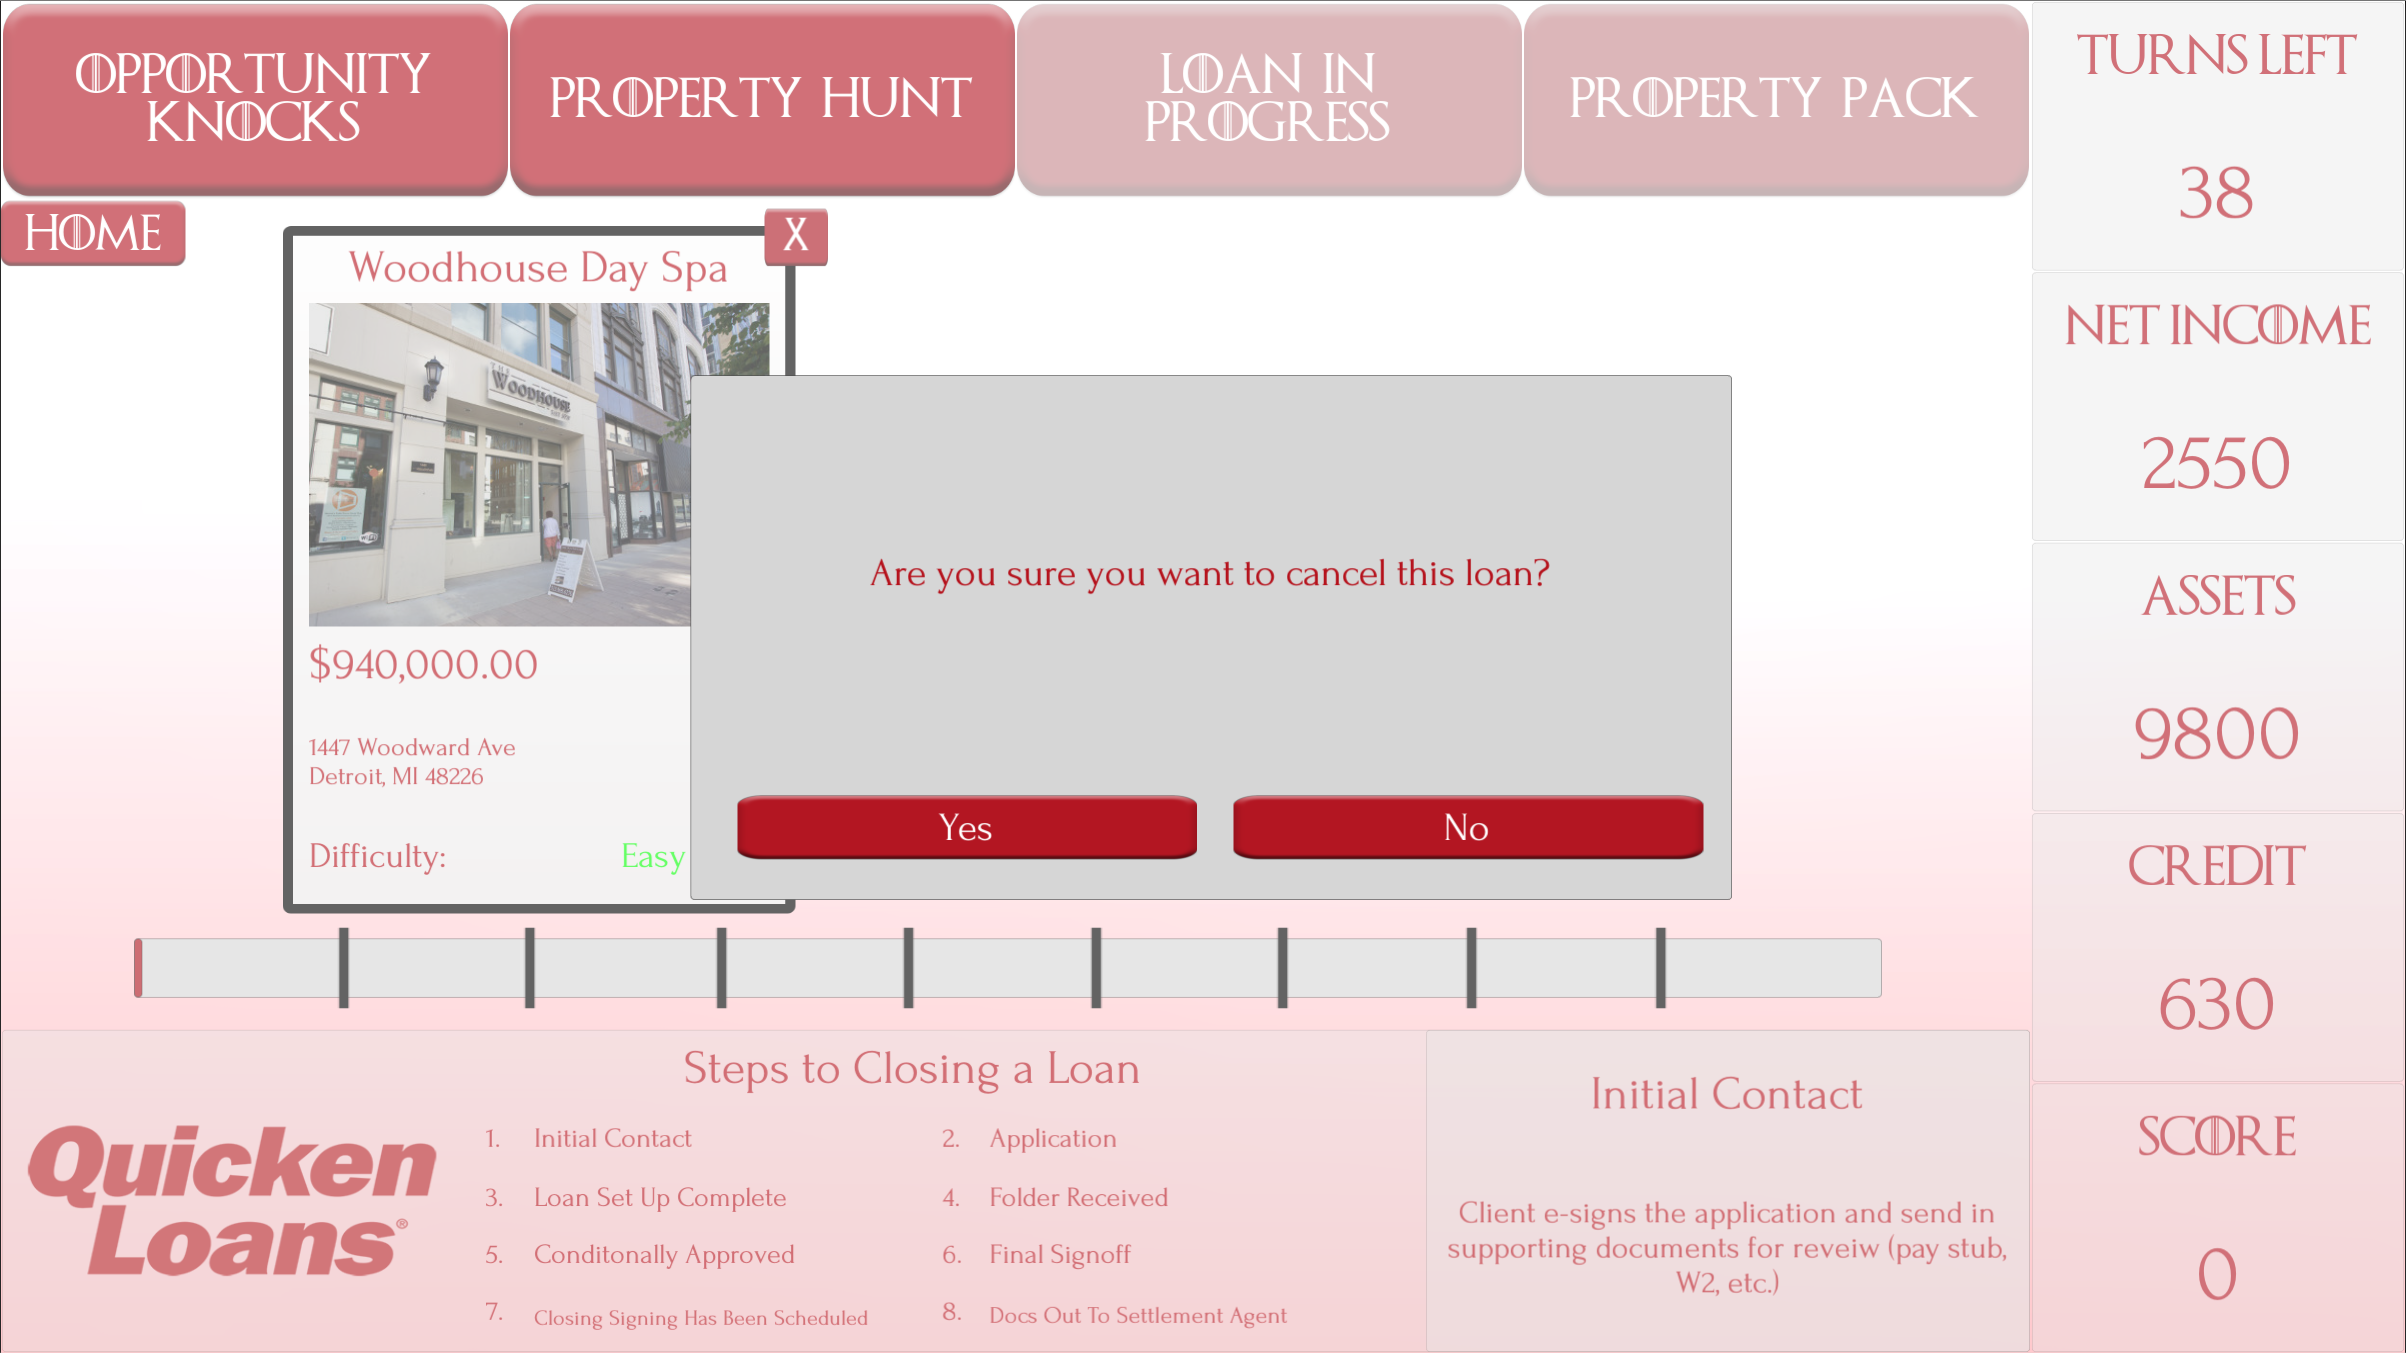 OPPORTUNITY
KNOCKS
PROPERTY HUNT
LOAN IN
PROGRESS
PROPERTY PACK
TURNS LEFT
38
HOME
X
Woodhouse Day Spa
WOODHOUSE
$940,000.00
1447 Woodward Ave
Detroit, MI 48226
Difficulty: Easy
Are you sure you want to cancel this loan?
Yes No
NET INCOME
2550
ASSETS
9800
CREDIT
630
SCORE
0
Quicken
Loans®
Steps to Closing a Loan
1. Initial Contact 2. Application
3. Loan Set Up Complete 4. Folder Received
5. Conditonally Approved 6. Final Signoff
7. Closing Signing Has Been Scheduled 8. Docs Out To Settlement Agent
Initial Contact
Client e-signs the application and send in
supporting documents for reveiw (pay stub,
W2, etc.)